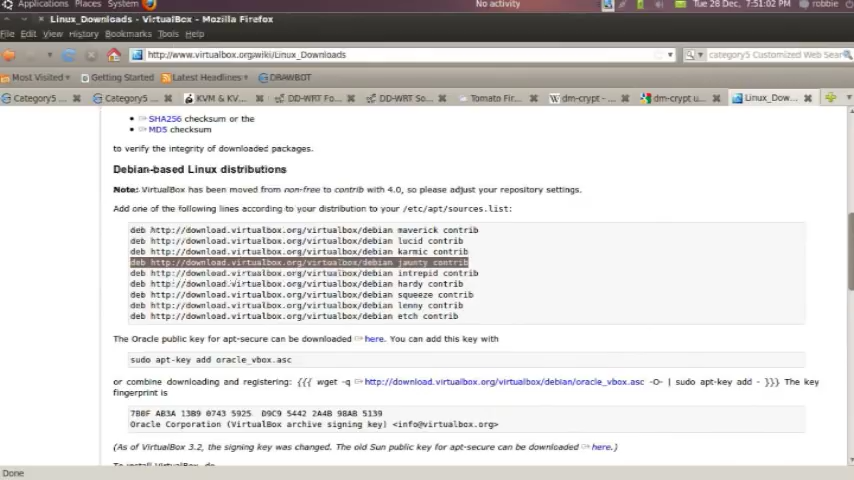 Applications Places System No activity Tue 28 Dec, 7:51:02 PM robbie
Linux_Downloads - VirtualBox - Mozilla Firefox
File Edit View History Bookmarks Tools Help
http://www.virtualbox.org/wiki/Linux_Downloads category5 Customized Web Sear
Most Visited Getting Started Latest Headlines DRAWBOT
Category5 ... Category5 ... KVM & KV... DD-WRT Fo... DD-WRT So... Tomato Fir... dm-crypt - ... dm-crypt u... Linux_Dow...
SHA256 checksum or the
MD5 checksum
to verify the integrity of downloaded packages.
Debian-based Linux distributions
Note: VirtualBox has been moved from non-free to contrib with 4.0, so please adjust your repository settings.
Add one of the following lines according to your distribution to your /etc/apt/sources.list:
deb http://download.virtualbox.org/virtualbox/debian maverick contrib
deb http://download.virtualbox.org/virtualbox/debian lucid contrib
deb http://download.virtualbox.org/virtualbox/debian karmic contrib
deb http://download.virtualbox.org/virtualbox/debian jaunty contrib
deb http://download.virtualbox.org/virtualbox/debian intrepid contrib
deb http://download.virtualbox.org/virtualbox/debian hardy contrib
deb http://download.virtualbox.org/virtualbox/debian squeeze contrib
deb http://download.virtualbox.org/virtualbox/debian lenny contrib
deb http://download.virtualbox.org/virtualbox/debian etch contrib
The Oracle public key for apt-secure can be downloaded here. You can add this key with
sudo apt-key add oracle_vbox.asc
or combine downloading and registering: {{{ wget -q http://download.virtualbox.org/virtualbox/debian/oracle_vbox.asc -O- | sudo apt-key add - }}} The key
fingerprint is
7B0F AB3A 13B9 0743 5925 D9C9 5442 2A4B 98AB 5139
Oracle Corporation (VirtualBox archive signing key) <info@virtualbox.org>
(As of VirtualBox 3.2, the signing key was changed. The old Sun public key for apt-secure can be downloaded here.)
To install VirtualBox, do
Done